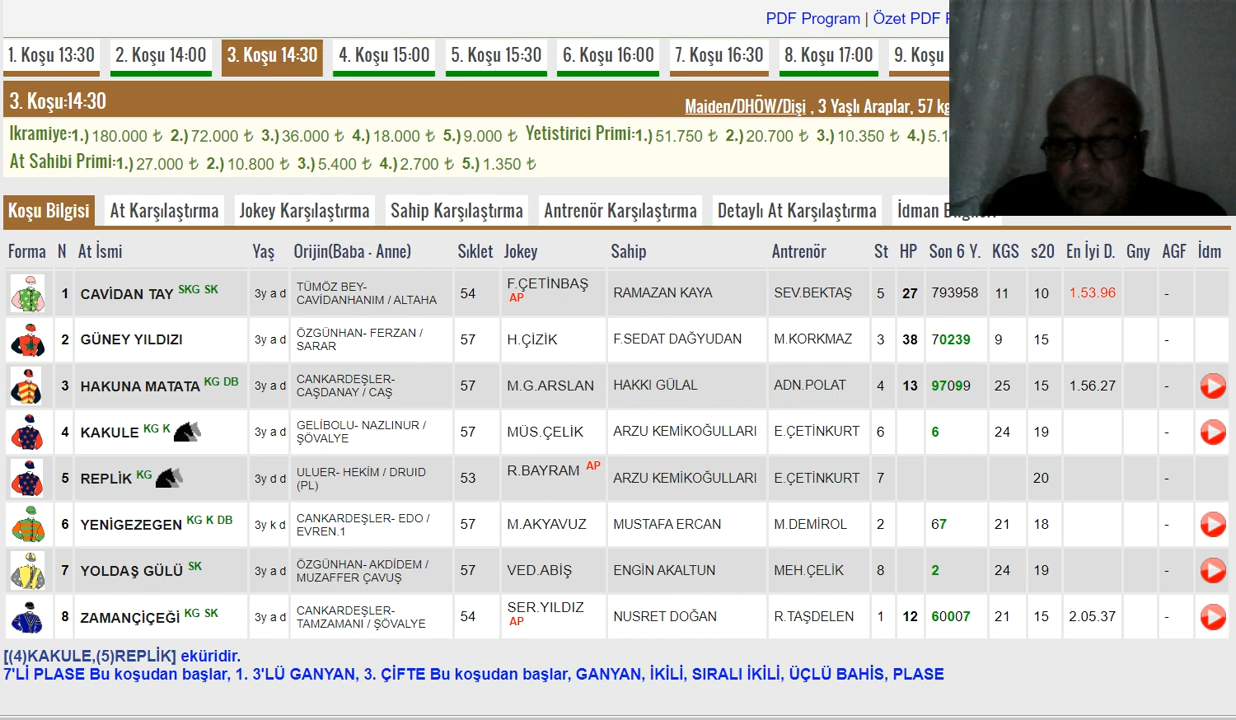 PDF Program | Özet PDF
1. Koşu 13:30 2. Koşu 14:00 3. Koşu 14:30 4. Koşu 15:00 5. Koşu 15:30 6. Koşu 16:00 7. Koşu 16:30 8. Koşu 17:00 9. Koşu
3. Koşu:14:30 Maiden/DHÖW/Dişi , 3 Yaşlı Araplar, 57 kg
Ikramiye:1.) 180.000 ₺ 2.) 72.000 ₺ 3.) 36.000 ₺ 4.) 18.000 ₺ 5.) 9.000 ₺ Yetistirici Primi:1.) 51.750 ₺ 2.) 20.700 ₺ 3.) 10.350 ₺ 4.) 5.1
At Sahibi Primi:1.) 27.000 ₺ 2.) 10.800 ₺ 3.) 5.400 ₺ 4.) 2.700 ₺ 5.) 1.350 ₺
Koşu Bilgisi At Karşılaştırma Jokey Karşılaştırma Sahip Karşılaştırma Antrenör Karşılaştırma Detaylı At Karşılaştırma İdman
Forma N At İsmi Yaş Orijin(Baba - Anne) Sıklet Jokey Sahip Antrenör St HP Son 6 Y. KGS s20 En İyi D. Gny AGF İdm
1 CAVİDAN TAY SKG SK 3y a d TÜMÖZ BEY- CAVİDANHANIM / ALTAHA 54 F.ÇETİNBAŞ AP RAMAZAN KAYA SEV.BEKTAŞ 5 27 793958 11 10 1.53.96 -
2 GÜNEY YILDIZI 3y a d ÖZGÜNHAN- FERZAN / SARAR 57 H.ÇİZİK F.SEDAT DAĞYUDAN M.KORKMAZ 3 38 70239 9 15 -
3 HAKUNA MATATA KG DB 3y a d CANKARDEŞLER- CAŞDANAY / CAŞ 57 M.G.ARSLAN HAKKI GÜLAL ADN.POLAT 4 13 97099 25 15 1.56.27 -
4 KAKULE KG K 3y a d GELİBOLU- NAZLINUR / ŞÖVALYE 57 MÜS.ÇELİK ARZU KEMİKOĞULLARI E.ÇETİNKURT 6 6 24 19 -
5 REPLİK KG 3y d d ULUER- HEKİM / DRUID (PL) 53 R.BAYRAM AP ARZU KEMİKOĞULLARI E.ÇETİNKURT 7 20 -
6 YENİGEZEGEN KG K DB 3y k d CANKARDEŞLER- EDO / EVREN.1 57 M.AKYAVUZ MUSTAFA ERCAN M.DEMİROL 2 67 21 18 -
7 YOLDAŞ GÜLÜ SK 3y a d ÖZGÜNHAN- AKDİDEM / MUZAFFER ÇAVUŞ 57 VED.ABİŞ ENGİN AKALTUN MEH.ÇELİK 8 2 24 19 -
8 ZAMANÇİÇEĞİ KG SK 3y a d CANKARDEŞLER- TAMZAMANI / ŞÖVALYE 54 SER.YILDIZ AP NUSRET DOĞAN R.TAŞDELEN 1 12 60007 21 15 2.05.37 -
[(4)KAKULE,(5)REPLİK] eküridir.
7'Lİ PLASE Bu koşudan başlar, 1. 3'LÜ GANYAN, 3. ÇİFTE Bu koşudan başlar, GANYAN, İKİLİ, SIRALI İKİLİ, ÜÇLÜ BAHİS, PLASE